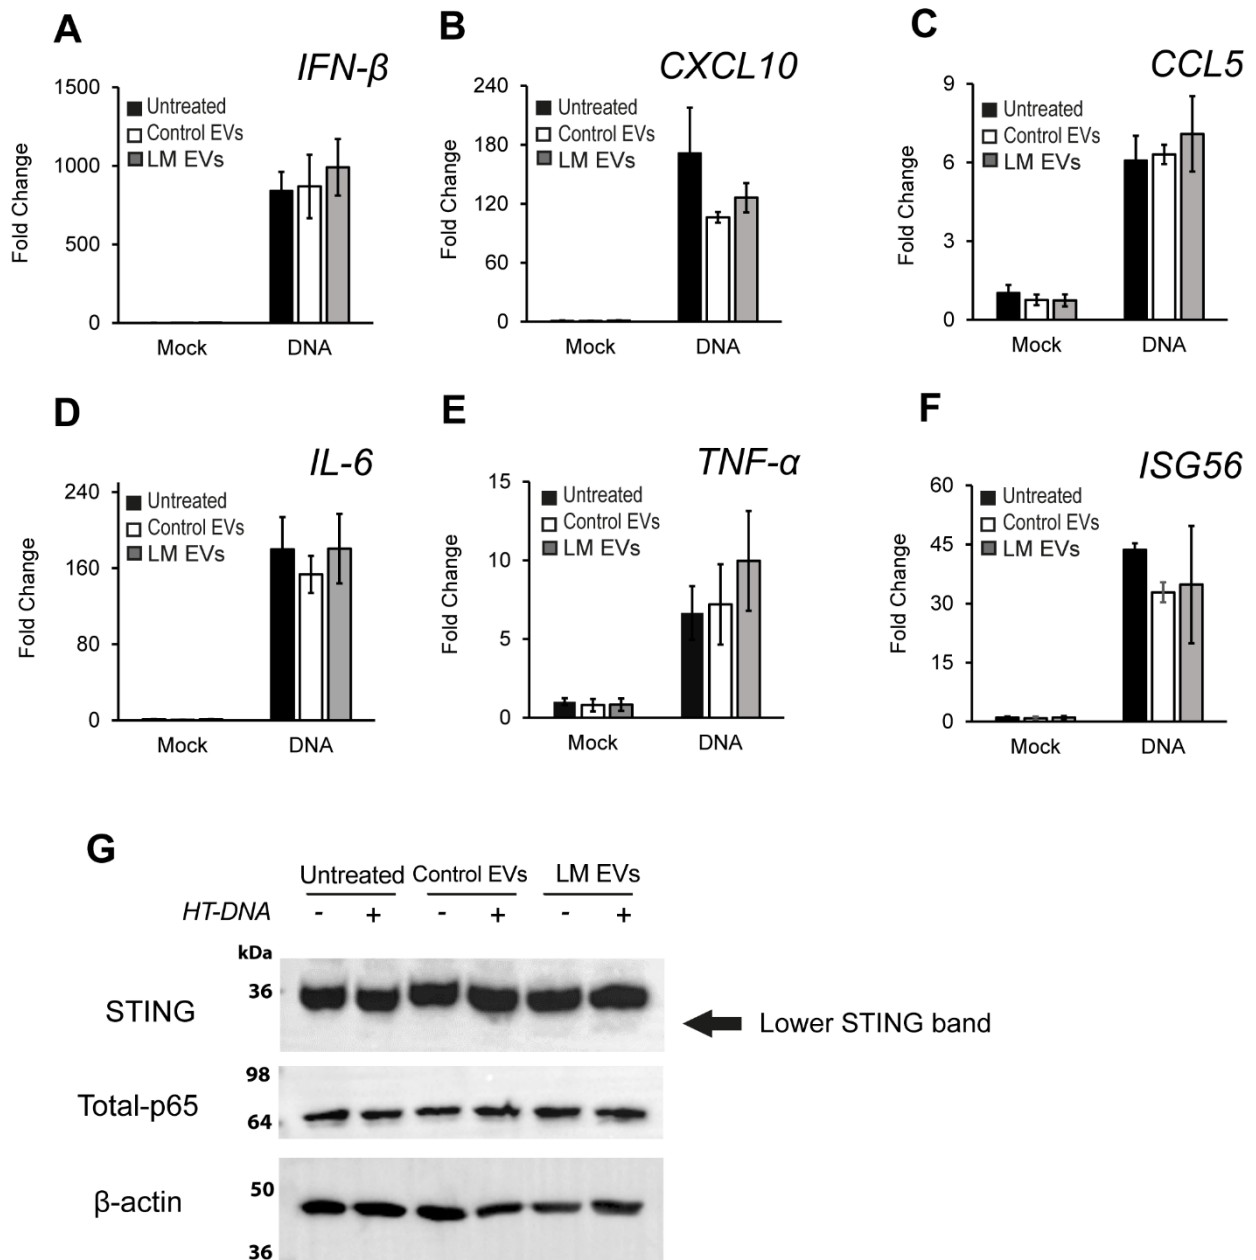 A
IFN-β
1500
1000
500
0
Fold Change
Untreated
Control EVs
LM EVs
Mock
DNA
B
CXCL10
240
180
120
60
0
Fold Change
Untreated
Control EVs
LM EVs
Mock
DNA
C
CCL5
9
6
3
0
Fold Change
Untreated
Control EVs
LM EVs
Mock
DNA
D
IL-6
240
160
80
0
Fold Change
Untreated
Control EVs
LM EVs
Mock
DNA
E
TNF-α
15
10
5
0
Fold Change
Untreated
Control EVs
LM EVs
Mock
DNA
F
ISG56
60
45
30
15
0
Fold Change
Untreated
Control EVs
LM EVs
Mock
DNA
G
Untreated Control EVs LM EVs
HT-DNA - + - + - +
kDa
36
STING
Lower STING band
98
Total-p65
64
50
β-actin
36